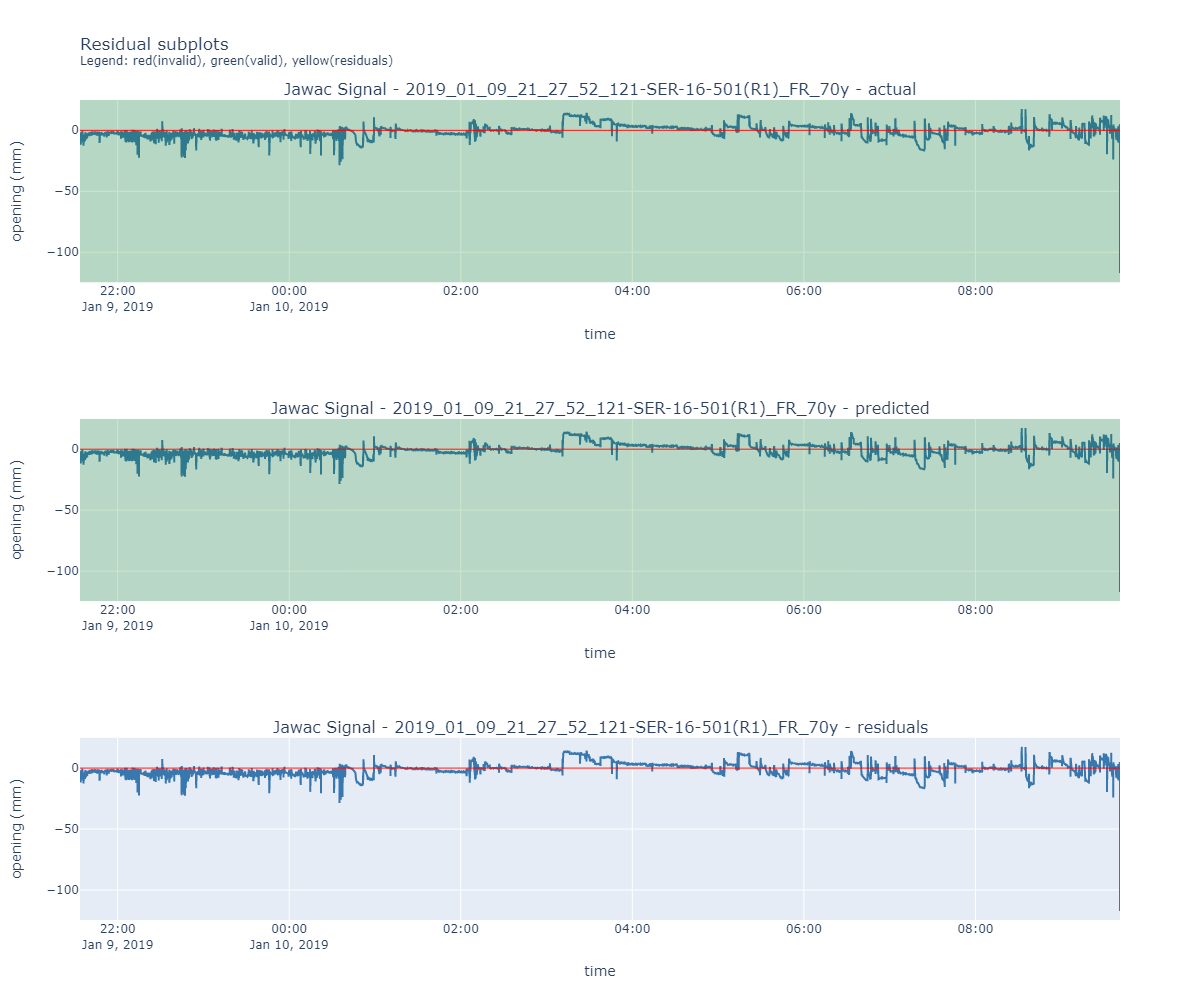 Residual subplots
Legend: red(invalid), green(valid), yellow(residuals)
Jawac Signal - 2019_01_09_21_27_52_121-SER-16-501(R1)_FR_70y - actual
opening (mm)
0
−50
−100
22:00 00:00 02:00 04:00 06:00 08:00
Jan 9, 2019 Jan 10, 2019
time
Jawac Signal - 2019_01_09_21_27_52_121-SER-16-501(R1)_FR_70y - predicted
opening (mm)
0
−50
−100
22:00 00:00 02:00 04:00 06:00 08:00
Jan 9, 2019 Jan 10, 2019
time
Jawac Signal - 2019_01_09_21_27_52_121-SER-16-501(R1)_FR_70y - residuals
opening (mm)
0
−50
−100
22:00 00:00 02:00 04:00 06:00 08:00
Jan 9, 2019 Jan 10, 2019
time